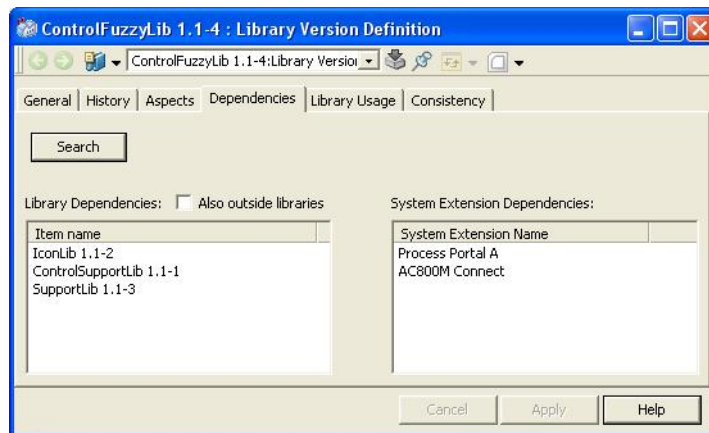 ControlFuzzyLib 1.1-4 : Library Version Definition
ControlFuzzyLib 1.1-4:Library Version
General History Aspects Dependencies Library Usage Consistency
Search
Library Dependencies: Also outside libraries
Item name
IconLib 1.1-2
ControlSupportLib 1.1-1
SupportLib 1.1-3
System Extension Dependencies:
System Extension Name
Process Portal A
AC800M Connect
Cancel Apply Help